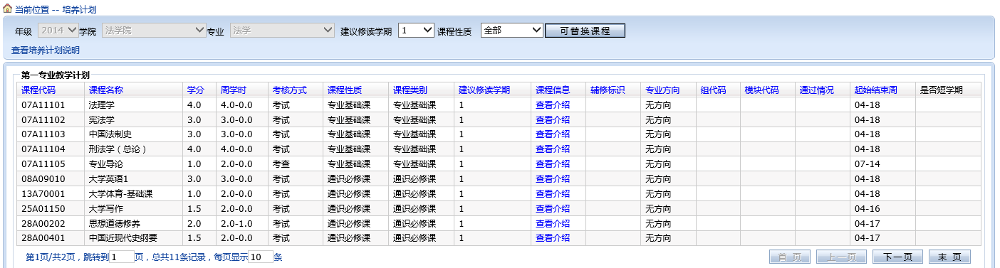 当前位置 -- 培养计划
年级 2014 学院 法学院 专业 法学 建议修读学期 1 课程性质 全部 可替换课程
查看培养计划说明
第一专业教学计划
课程代码 课程名称 学分 周学时 考核方式 课程性质 课程类别 建议修读学期 课程信息 辅修标识 专业方向 组代码 模块代码 通过情况 起始结束周 是否短学期
07A11101 法理学 4.0 4.0-0.0 考试 专业基础课 专业基础课 1 查看介绍 无方向 04-18
07A11102 宪法学 3.0 3.0-0.0 考试 专业基础课 专业基础课 1 查看介绍 无方向 04-18
07A11103 中国法制史 3.0 3.0-0.0 考试 专业基础课 专业基础课 1 查看介绍 无方向 04-18
07A11104 刑法学（总论） 4.0 4.0-0.0 考试 专业基础课 专业基础课 1 查看介绍 无方向 04-18
07A11105 专业导论 1.0 2.0-0.0 考查 专业基础课 专业基础课 1 查看介绍 无方向 07-14
08A09010 大学英语1 3.0 3.0-0.0 考试 通识必修课 通识必修课 1 查看介绍 无方向 04-18
13A70001 大学体育-基础课 1.0 2.0-0.0 考试 通识必修课 通识必修课 1 查看介绍 无方向 04-18
25A01150 大学写作 1.5 2.0-0.0 考试 通识必修课 通识必修课 1 查看介绍 无方向 04-16
28A00202 思想道德修养 2.0 2.0-1.0 考试 通识必修课 通识必修课 1 查看介绍 无方向 04-17
28A00401 中国近现代史纲要 1.5 2.0-0.0 考试 通识必修课 通识必修课 1 查看介绍 无方向 04-17
第1页/共2页，跳转到 1 页，总共11条记录，每页显示 10 条 首 页 上一页 下一页 末 页